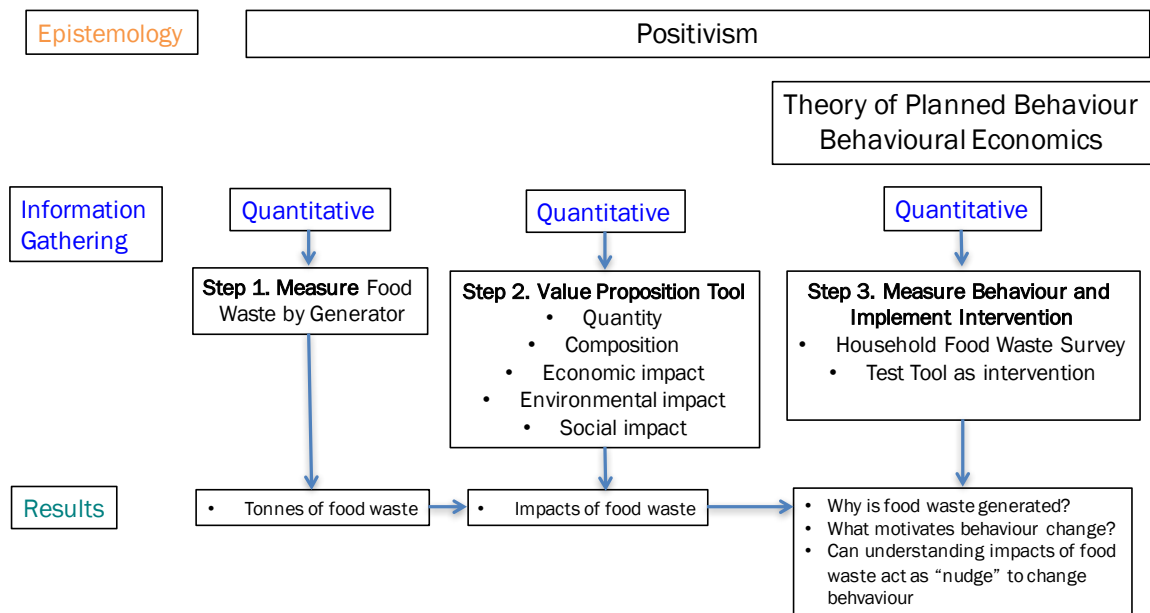 Epistemology
Positivism
Theory of Planned Behaviour
Behavioural Economics
Information
Gathering
Quantitative
Quantitative
Quantitative
Step 1. Measure Food
Waste by Generator
Step 2. Value Proposition Tool
• Quantity
• Composition
• Economic impact
• Environmental impact
• Social impact
Step 3. Measure Behaviour and
Implement Intervention
• Household Food Waste Survey
• Test Tool as intervention
Results
• Tonnes of food waste
• Impacts of food waste
• Why is food waste generated?
• What motivates behaviour change?
• Can understanding impacts of food
waste act as “nudge” to change
behvaviour